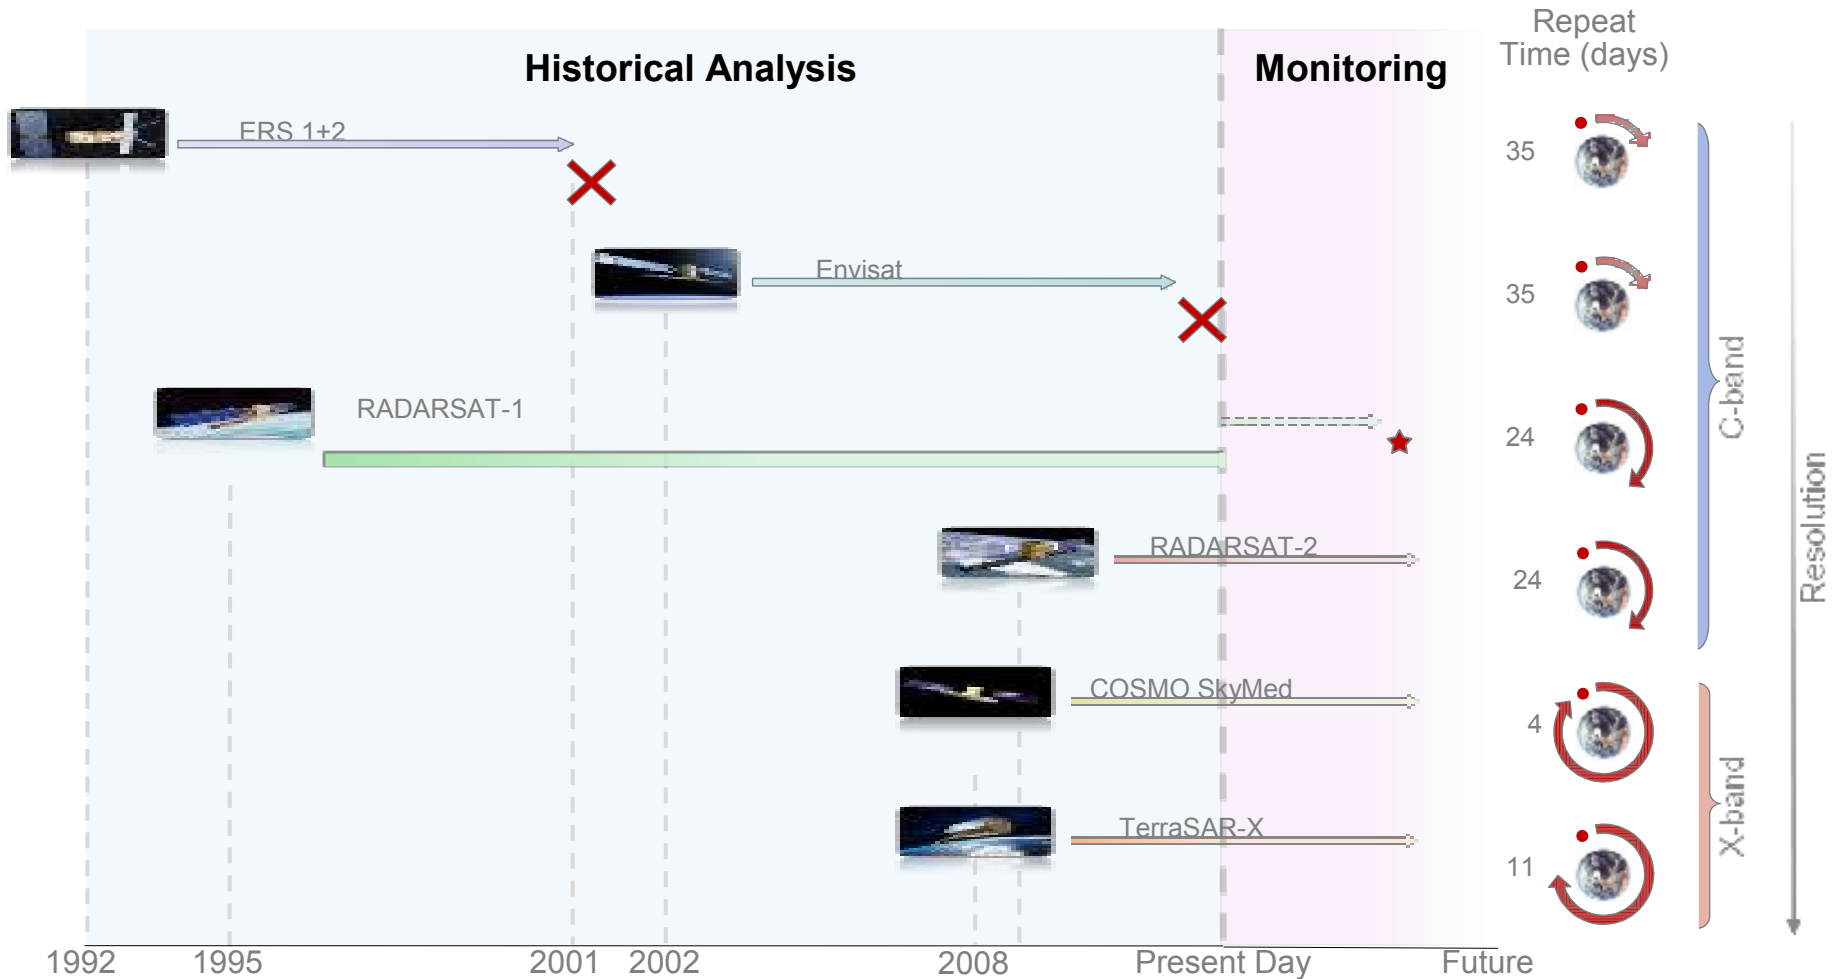 Repeat
Time (days)
Historical Analysis
Monitoring
ERS 1+2
35
Envisat
35
RADARSAT-1
24
RADARSAT-2
24
COSMO SkyMed
4
TerraSAR-X
11
C-band
X-band
Resolution
1992
1995
2001
2002
2008
Present Day
Future